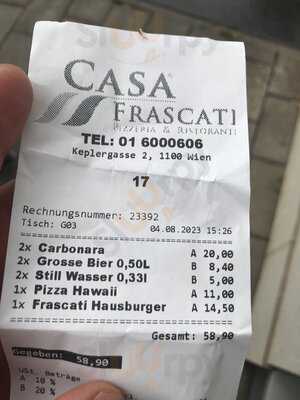 CASA
FRASCATI
PIZZERIA & RISTORANTE
TEL: 01 6000606
Keplergasse 2, 1100 Wien
17
Rechnungsnummer: 23392
Tisch: G03 04.08.2023 15:26
2x Carbonara A 20,00
2x Grosse Bier 0,50L B 8,40
2x Still Wasser 0,33l B 5,00
1x Pizza Hawaii A 11,00
1x Frascati Hausburger A 14,50
Gesamt: 58,90
Gegeben: 58,90
USt. Beträge
A 10 %
B 20 %